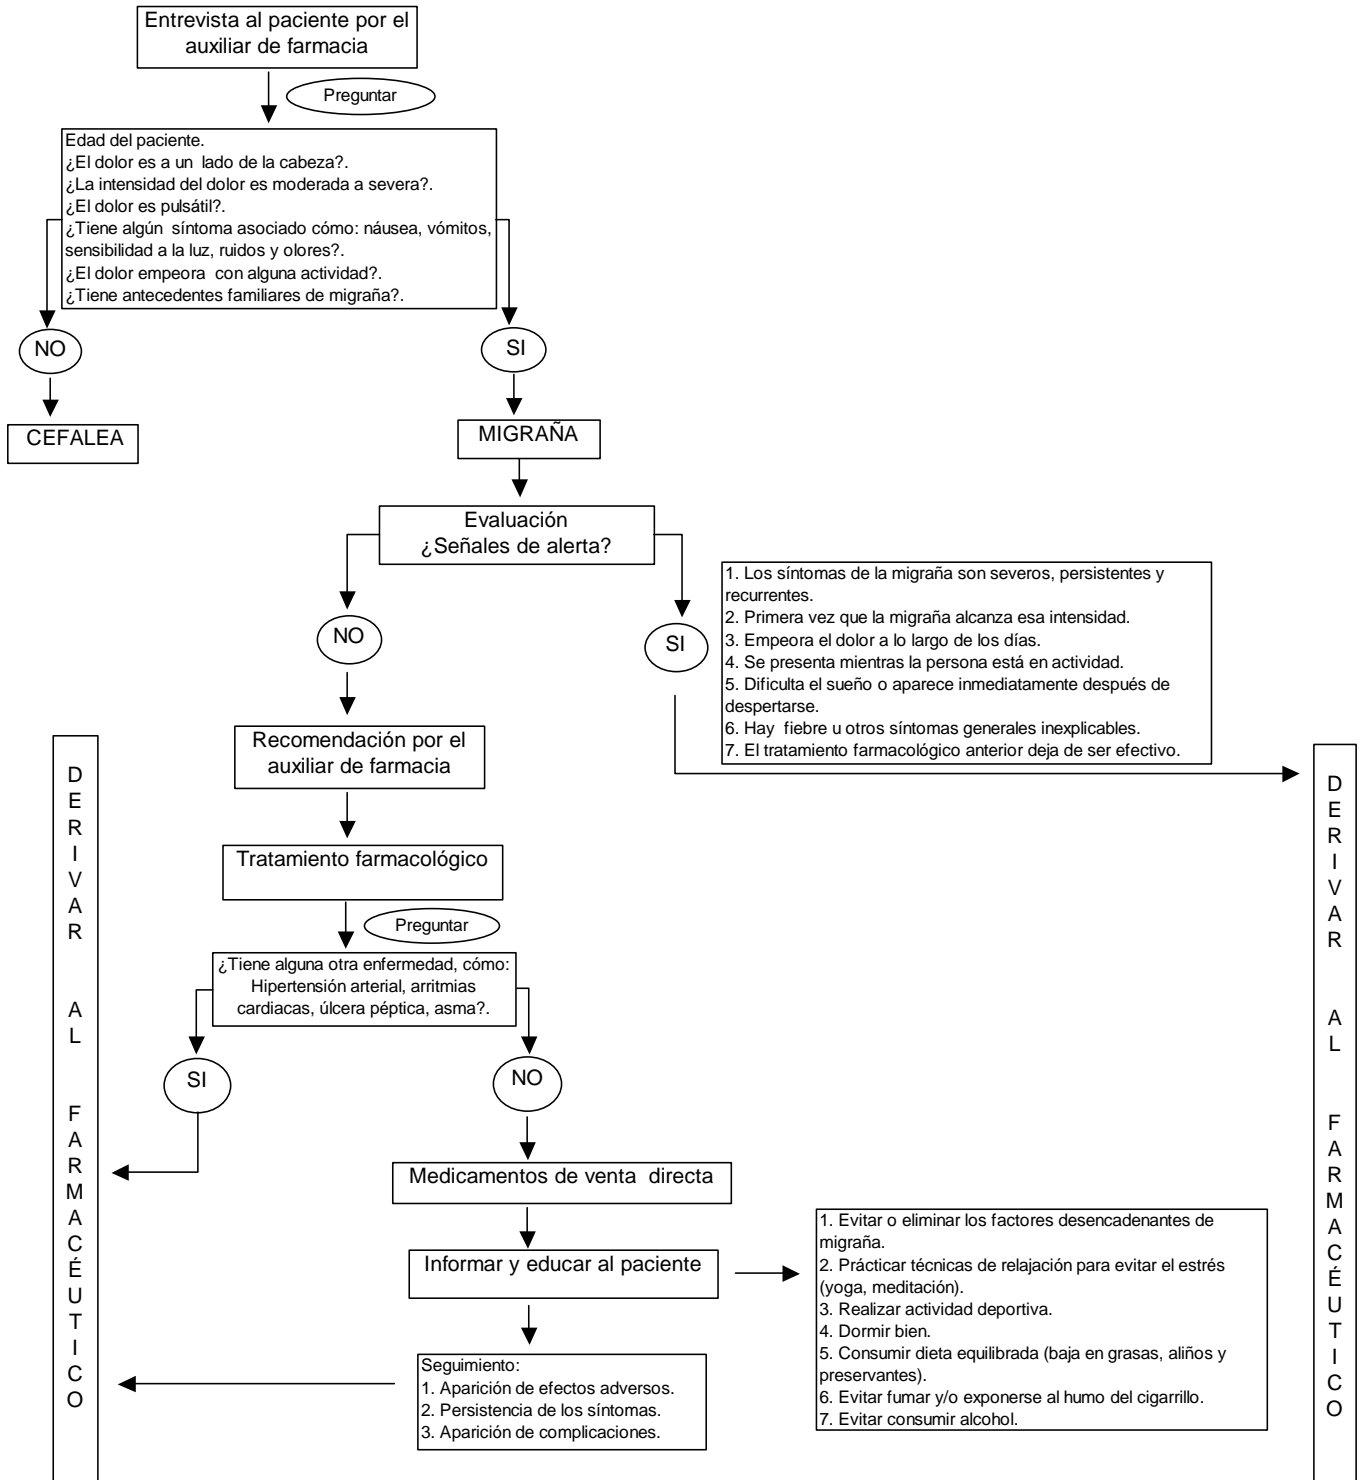 Entrevista al paciente por el
auxiliar de farmacia
Preguntar
Edad del paciente.
¿El dolor es a un lado de la cabeza?.
¿La intensidad del dolor es moderada a severa?.
¿El dolor es pulsátil?.
¿Tiene algún síntoma asociado cómo: náusea, vómitos,
sensibilidad a la luz, ruidos y olores?.
¿El dolor empeora con alguna actividad?.
¿Tiene antecedentes familiares de migraña?.
NO
SI
CEFALEA
MIGRAÑA
Evaluación
¿Señales de alerta?
NO
SI
1. Los síntomas de la migraña son severos, persistentes y
recurrentes.
2. Primera vez que la migraña alcanza esa intensidad.
3. Empeora el dolor a lo largo de los días.
4. Se presenta mientras la persona está en actividad.
5. Dificulta el sueño o aparece inmediatamente después de
despertarse.
6. Hay fiebre u otros síntomas generales inexplicables.
7. El tratamiento farmacológico anterior deja de ser efectivo.
Recomendación por el
auxiliar de farmacia
Tratamiento farmacológico
Preguntar
¿Tiene alguna otra enfermedad, cómo:
Hipertensión arterial, arritmias
cardiacas, úlcera péptica, asma?.
SI
NO
DERIVAR AL FARMACÉUTICO
DERIVAR AL FARMACÉUTICO
Medicamentos de venta directa
Informar y educar al paciente
1. Evitar o eliminar los factores desencadenantes de
migraña.
2. Prácticar técnicas de relajación para evitar el estrés
(yoga, meditación).
3. Realizar actividad deportiva.
4. Dormir bien.
5. Consumir dieta equilibrada (baja en grasas, aliños y
preservantes).
6. Evitar fumar y/o exponerse al humo del cigarrillo.
7. Evitar consumir alcohol.
Seguimiento:
1. Aparición de efectos adversos.
2. Persistencia de los síntomas.
3. Aparición de complicaciones.